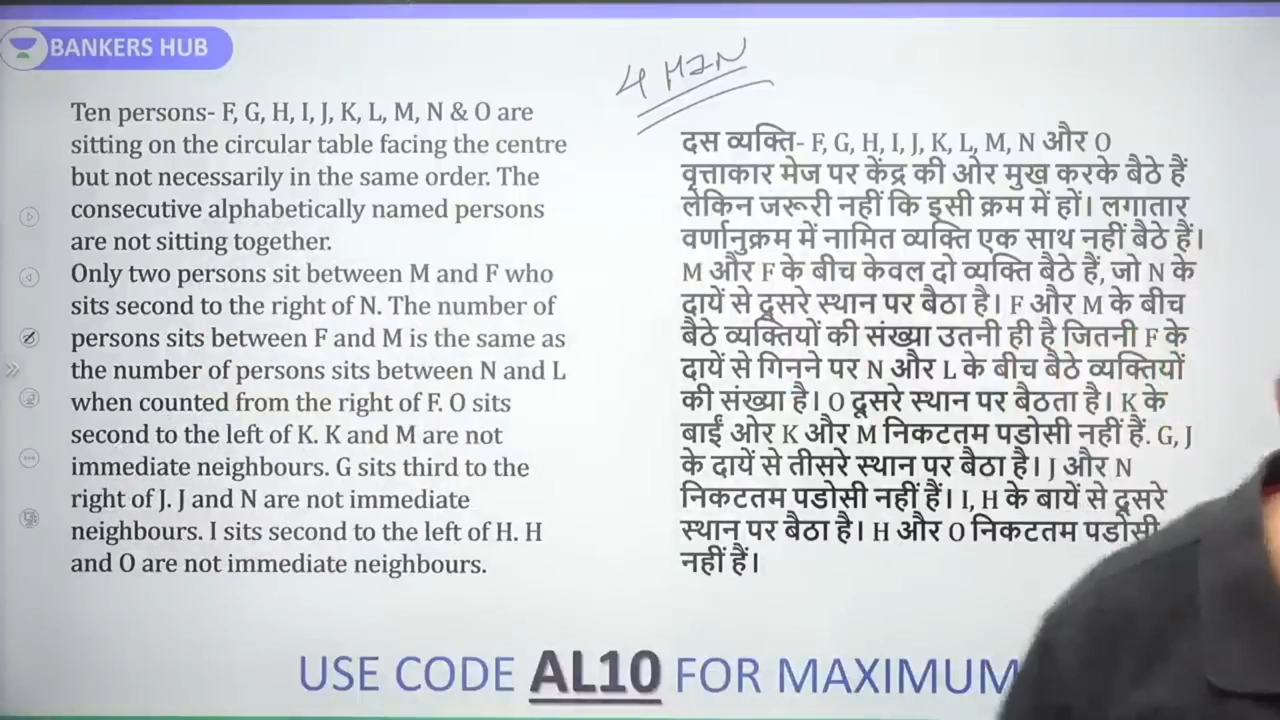 BANKERS HUB
4 MIN
Ten persons- F, G, H, I, J, K, L, M, N & O are
sitting on the circular table facing the centre
but not necessarily in the same order. The
consecutive alphabetically named persons
are not sitting together.
Only two persons sit between M and F who
sits second to the right of N. The number of
persons sits between F and M is the same as
the number of persons sits between N and L
when counted from the right of F. O sits
second to the left of K. K and M are not
immediate neighbours. G sits third to the
right of J. J and N are not immediate
neighbours. I sits second to the left of H. H
and O are not immediate neighbours.
दस व्यक्ति- F, G, H, I, J, K, L, M, N और O
वृत्ताकार मेज पर केंद्र की ओर मुख करके बैठे हैं
लेकिन जरूरी नहीं कि इसी क्रम में हों। लगातार
वर्णानुक्रम में नामित व्यक्ति एक साथ नहीं बैठे हैं।
M और F के बीच केवल दो व्यक्ति बैठे हैं, जो N के
दायें से दूसरे स्थान पर बैठा है। F और M के बीच
बैठे व्यक्तियों की संख्या उतनी ही है जितनी F के
दायें से गिनने पर N और L के बीच बैठे व्यक्तियों
की संख्या है। O दूसरे स्थान पर बैठता है। K के
बाईं ओर K और M निकटतम पडोसी नहीं हैं. G, J
के दायें से तीसरे स्थान पर बैठा है। J और N
निकटतम पडोसी नहीं हैं। I, H के बायें से दूसरे
स्थान पर बैठा है। H और O निकटतम पडोसी
नहीं हैं।
USE CODE AL10 FOR MAXIMUM